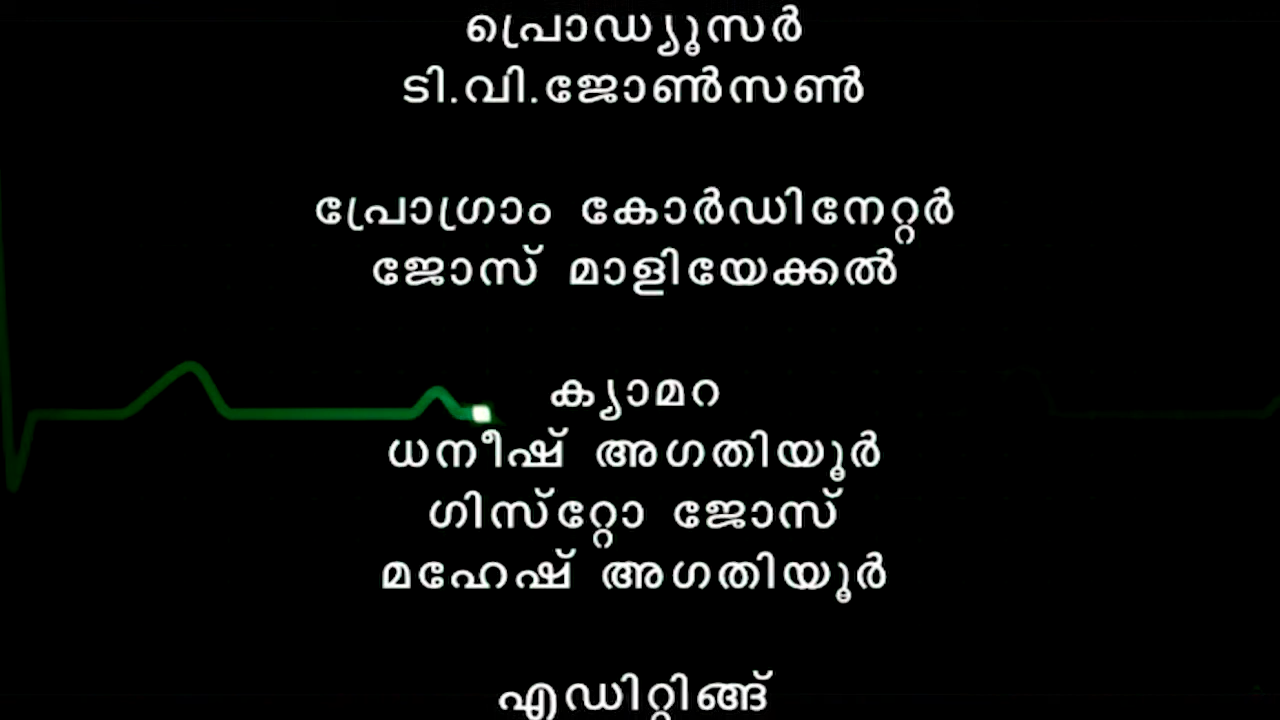 പ്രൊഡ്യൂസർ
ടി.വി.ജോൺസൺ
പ്രോഗ്രാം കോർഡിനേറ്റർ
ജോസ് മാളിയേക്കൽ
ക്യാമറ
ധനീഷ് അഗതിയൂർ
ഗിസ്റ്റോ ജോസ്
മഹേഷ് അഗതിയൂർ
എഡിറ്റിങ്ങ്